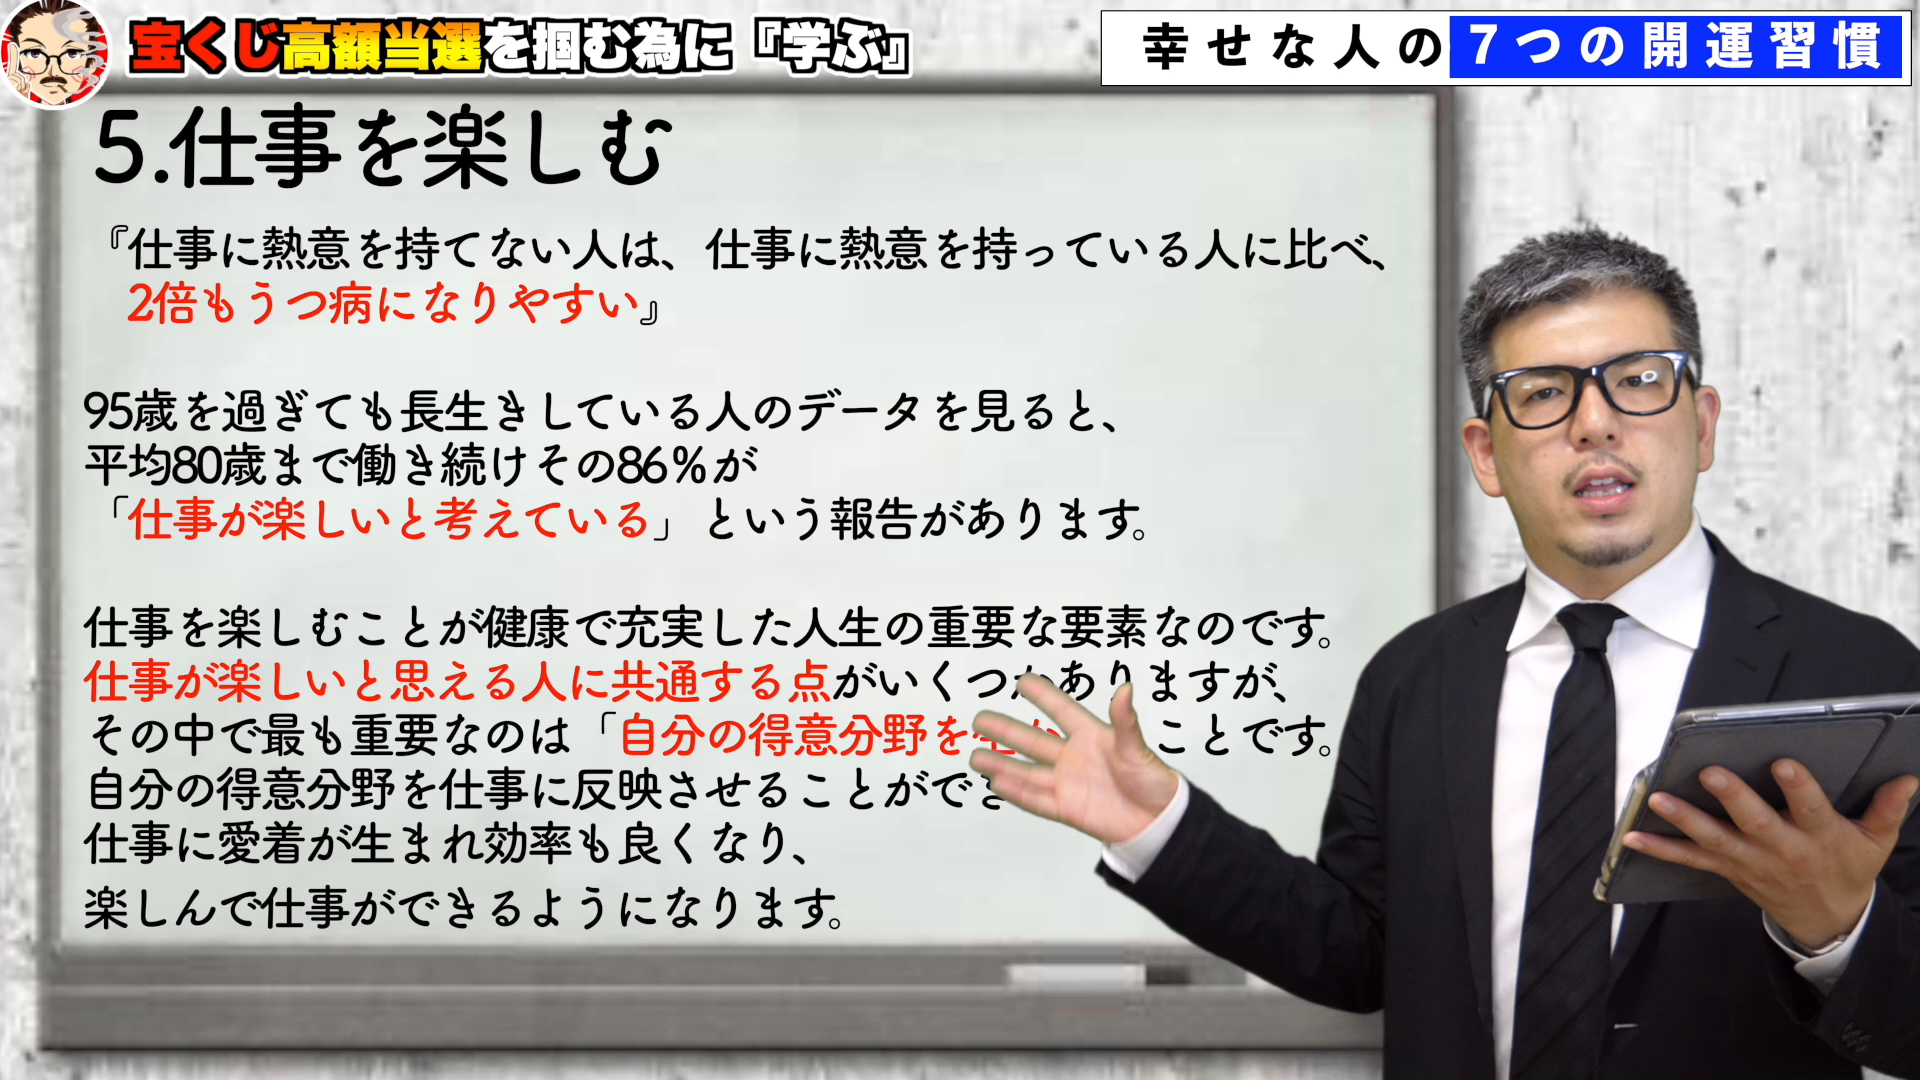 宝くじ高額当選を掴む為に『学ぶ』
幸せな人の7つの開運習慣
5.仕事を楽しむ
『仕事に熱意を持てない人は、仕事に熱意を持っている人に比べ、
2倍もうつ病になりやすい』
95歳を過ぎても長生きしている人のデータを見ると、
平均80歳まで働き続けその86%が
「仕事が楽しいと考えている」という報告があります。
仕事を楽しむことが健康で充実した人生の重要な要素なのです。
仕事が楽しいと思える人に共通する点がいくつかありますが、
その中で最も重要なのは「自分の得意分野を ことです。
自分の得意分野を仕事に反映させることができ
仕事に愛着が生まれ効率も良くなり、
楽しんで仕事ができるようになります。